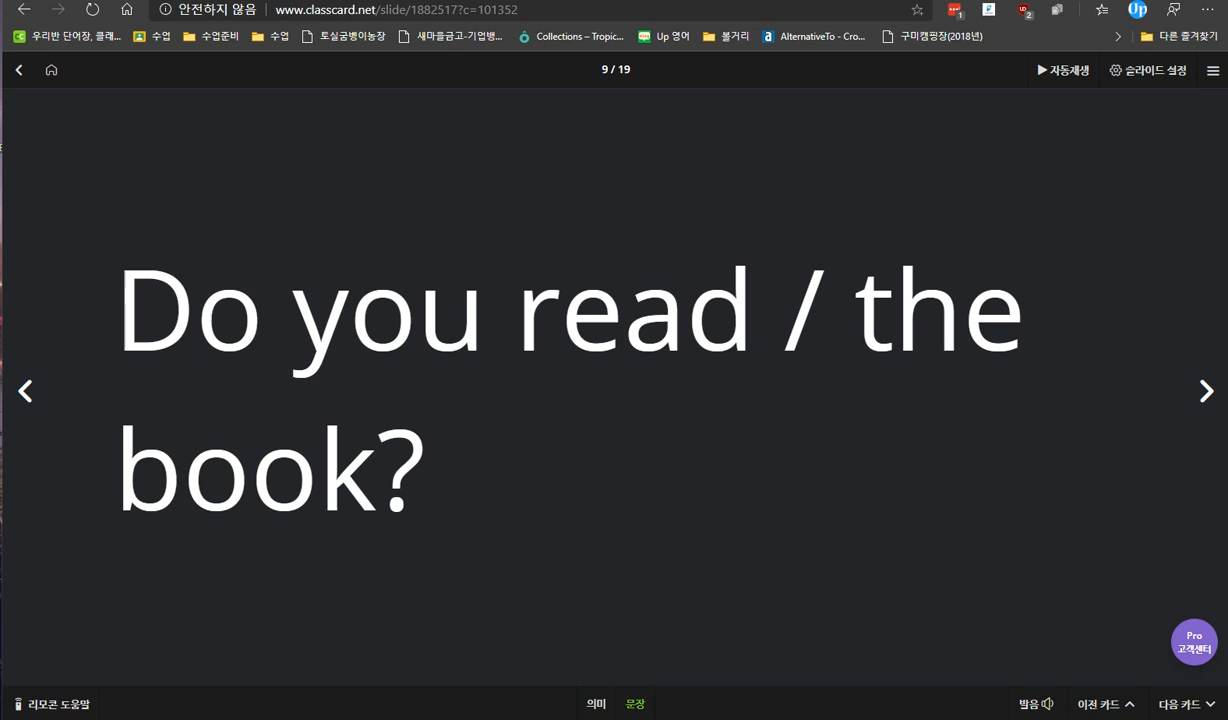 안전하지 않음 www.classcard.net/slide/1882517?c=101352
1
2
Up
우리반 단어장, 클래... 수업 수업준비 수업 토실굼벵이농장 새마을금고-기업뱅... Collections – Tropic... Up 영어 볼거리 a AlternativeTo - Cro... 구미캠핑장(2018년) 다른 즐겨찾기
9 / 19
자동재생 슬라이드 설정
Do you read / the
book?
Pro
고객센터
리모콘 도움말 의미 문장 발음 이전 카드 다음 카드